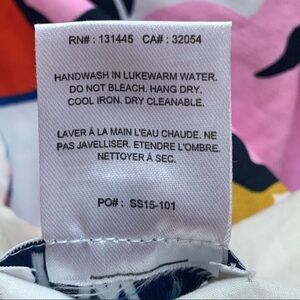 RN#: 131445 CA#: 32054
HANDWASH IN LUKEWARM WATER.
DO NOT BLEACH. HANG DRY.
COOL IRON. DRY CLEANABLE.
LAVER Á LA MAIN L'EAU CHAUDE. NE
PAS JAVELLISER. ETENDRE L'OMBRE.
NETTOYER Á SEC.
PO#: SS15-101